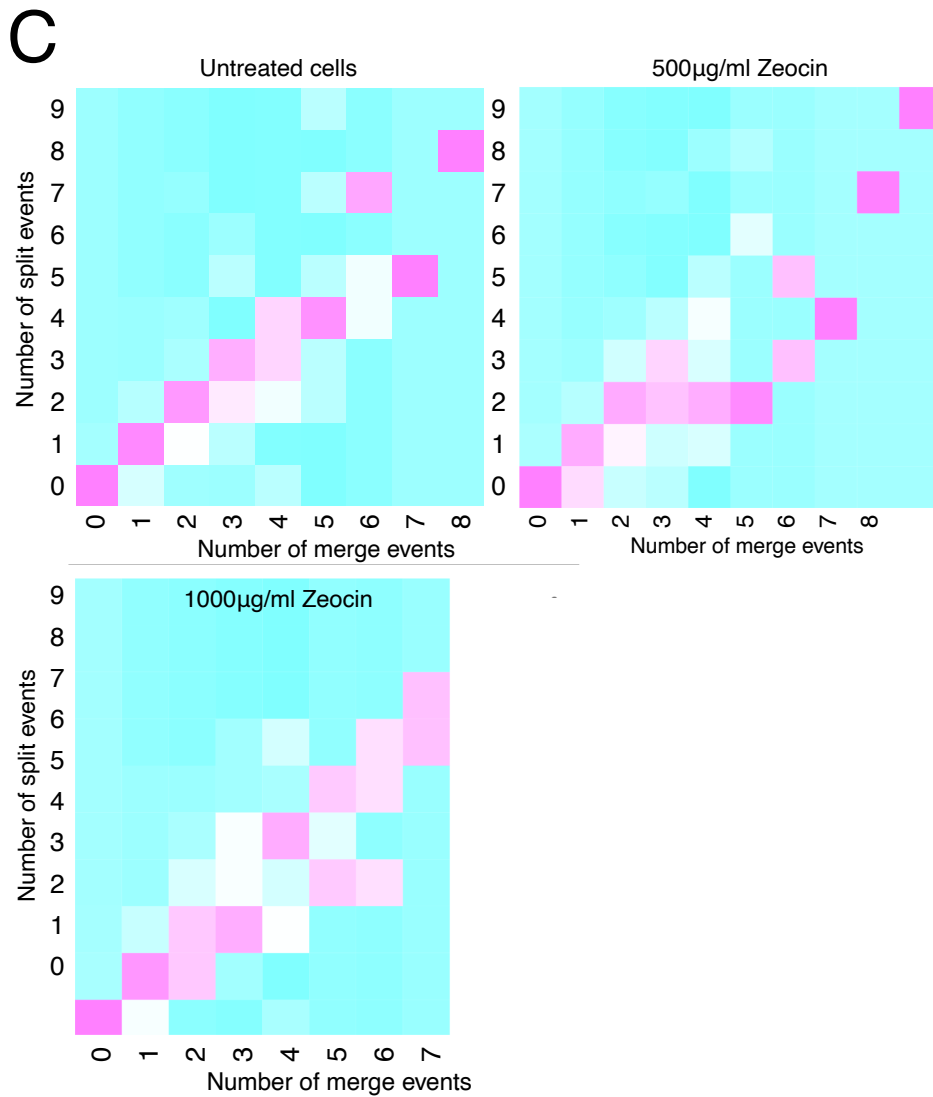 C
Untreated cells
Number of split events
9
8
7
6
5
4
3
2
1
0
0 1 2 3 4 5 6 7 8
Number of merge events
500µg/ml Zeocin
9
8
7
6
5
4
3
2
1
0
0 1 2 3 4 5 6 7 8
Number of merge events
1000µg/ml Zeocin
Number of split events
9
8
7
6
5
4
3
2
1
0
0 1 2 3 4 5 6 7
Number of merge events